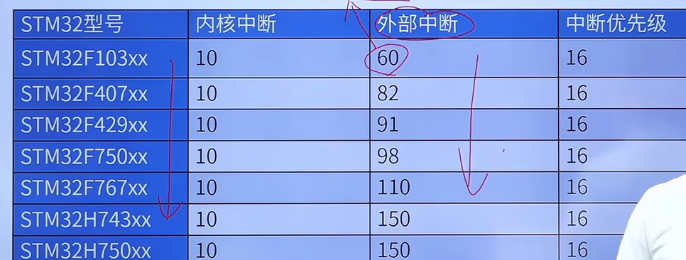 STM32型号 内核中断 外部中断 中断优先级
STM32F103xx 10 60 16
STM32F407xx 10 82 16
STM32F429xx 10 91 16
STM32F750xx 10 98 16
STM32F767xx 10 110 16
STM32H743xx 10 150 16
STM32H750xx 10 150 16